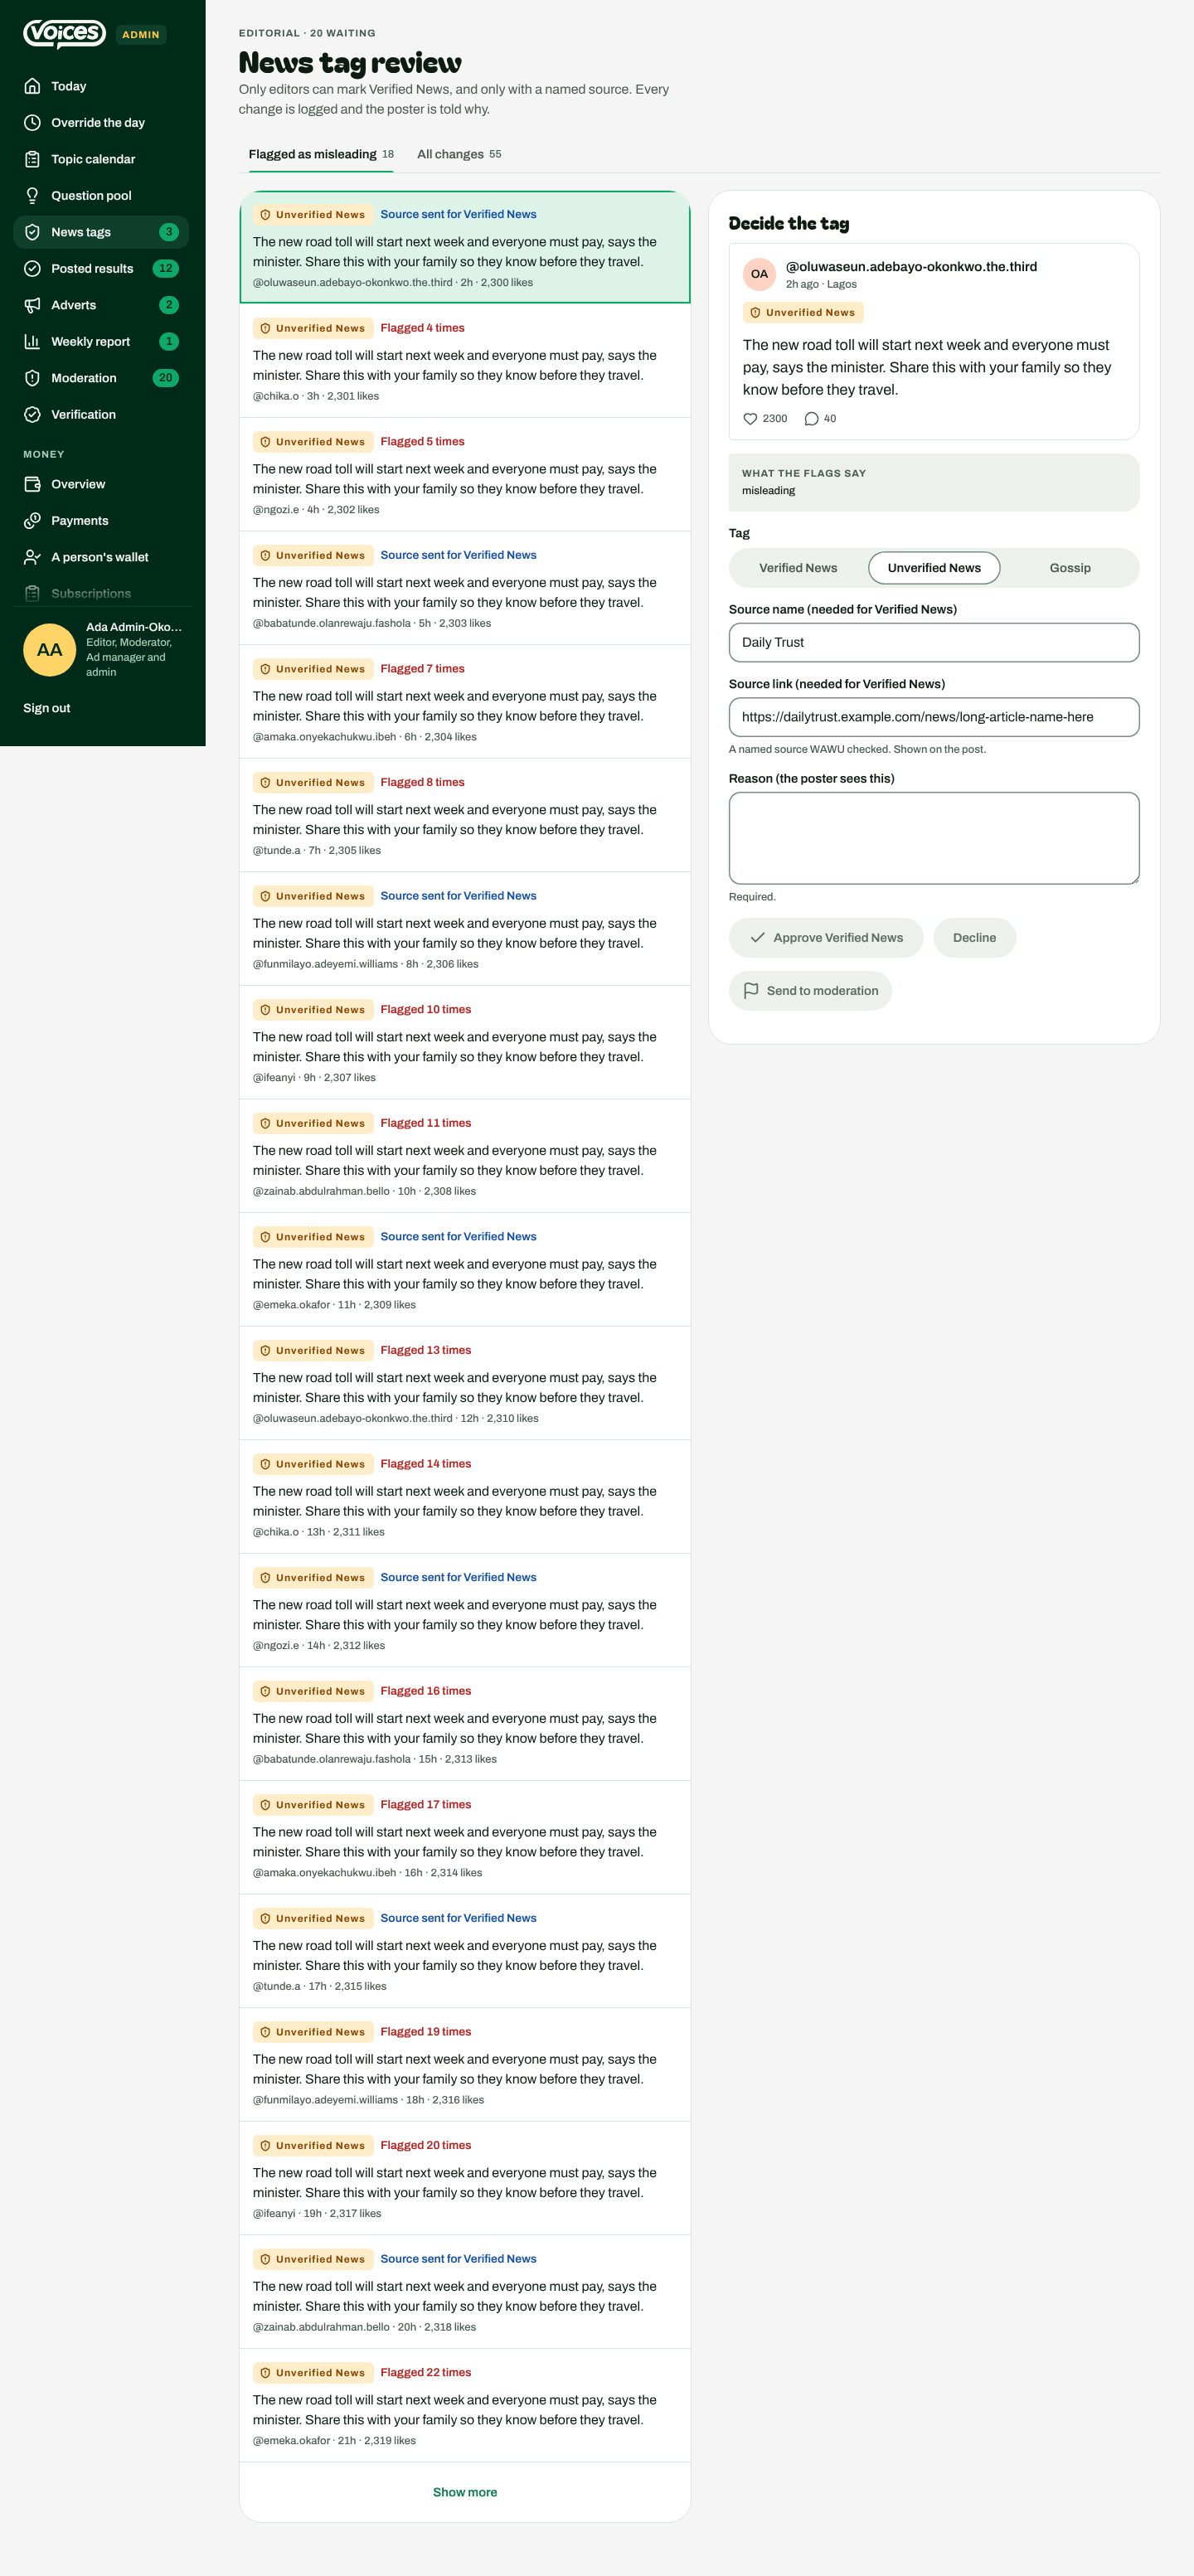 Voices ADMIN
Today
Override the day
Topic calendar
Question pool
News tags 3
Posted results 12
Adverts 2
Weekly report 1
Moderation 20
Verification
MONEY
Overview
Payments
A person's wallet
Subscriptions
AA
Ada Admin-Oko...
Editor, Moderator,
Ad manager and
admin
Sign out
EDITORIAL · 20 WAITING
News tag review
Only editors can mark Verified News, and only with a named source. Every
change is logged and the poster is told why.
Flagged as misleading 18 All changes 55
Unverified News Source sent for Verified News
The new road toll will start next week and everyone must pay, says the
minister. Share this with your family so they know before they travel.
@oluwaseun.adebayo-okonkwo.the.third · 2h · 2,300 likes
Unverified News Flagged 4 times
The new road toll will start next week and everyone must pay, says the
minister. Share this with your family so they know before they travel.
@chika.o · 3h · 2,301 likes
Unverified News Flagged 5 times
The new road toll will start next week and everyone must pay, says the
minister. Share this with your family so they know before they travel.
@ngozi.e · 4h · 2,302 likes
Unverified News Source sent for Verified News
The new road toll will start next week and everyone must pay, says the
minister. Share this with your family so they know before they travel.
@babatunde.olanrewaju.fashola · 5h · 2,303 likes
Unverified News Flagged 7 times
The new road toll will start next week and everyone must pay, says the
minister. Share this with your family so they know before they travel.
@amaka.onyekachukwu.ibeh · 6h · 2,304 likes
Unverified News Flagged 8 times
The new road toll will start next week and everyone must pay, says the
minister. Share this with your family so they know before they travel.
@tunde.a · 7h · 2,305 likes
Unverified News Source sent for Verified News
The new road toll will start next week and everyone must pay, says the
minister. Share this with your family so they know before they travel.
@funmilayo.adeyemi.williams · 8h · 2,306 likes
Unverified News Flagged 10 times
The new road toll will start next week and everyone must pay, says the
minister. Share this with your family so they know before they travel.
@ifeanyi · 9h · 2,307 likes
Unverified News Flagged 11 times
The new road toll will start next week and everyone must pay, says the
minister. Share this with your family so they know before they travel.
@zainab.abdulrahman.bello · 10h · 2,308 likes
Unverified News Source sent for Verified News
The new road toll will start next week and everyone must pay, says the
minister. Share this with your family so they know before they travel.
@emeka.okafor · 11h · 2,309 likes
Unverified News Flagged 13 times
The new road toll will start next week and everyone must pay, says the
minister. Share this with your family so they know before they travel.
@oluwaseun.adebayo-okonkwo.the.third · 12h · 2,310 likes
Unverified News Flagged 14 times
The new road toll will start next week and everyone must pay, says the
minister. Share this with your family so they know before they travel.
@chika.o · 13h · 2,311 likes
Unverified News Source sent for Verified News
The new road toll will start next week and everyone must pay, says the
minister. Share this with your family so they know before they travel.
@ngozi.e · 14h · 2,312 likes
Unverified News Flagged 16 times
The new road toll will start next week and everyone must pay, says the
minister. Share this with your family so they know before they travel.
@babatunde.olanrewaju.fashola · 15h · 2,313 likes
Unverified News Flagged 17 times
The new road toll will start next week and everyone must pay, says the
minister. Share this with your family so they know before they travel.
@amaka.onyekachukwu.ibeh · 16h · 2,314 likes
Unverified News Source sent for Verified News
The new road toll will start next week and everyone must pay, says the
minister. Share this with your family so they know before they travel.
@tunde.a · 17h · 2,315 likes
Unverified News Flagged 19 times
The new road toll will start next week and everyone must pay, says the
minister. Share this with your family so they know before they travel.
@funmilayo.adeyemi.williams · 18h · 2,316 likes
Unverified News Flagged 20 times
The new road toll will start next week and everyone must pay, says the
minister. Share this with your family so they know before they travel.
@ifeanyi · 19h · 2,317 likes
Unverified News Source sent for Verified News
The new road toll will start next week and everyone must pay, says the
minister. Share this with your family so they know before they travel.
@zainab.abdulrahman.bello · 20h · 2,318 likes
Unverified News Flagged 22 times
The new road toll will start next week and everyone must pay, says the
minister. Share this with your family so they know before they travel.
@emeka.okafor · 21h · 2,319 likes
Show more
Decide the tag
OA
@oluwaseun.adebayo-okonkwo.the.third
2h ago · Lagos
Unverified News
The new road toll will start next week and everyone must
pay, says the minister. Share this with your family so they
know before they travel.
2300 40
WHAT THE FLAGS SAY
misleading
Tag
Verified News Unverified News Gossip
Source name (needed for Verified News)
Daily Trust
Source link (needed for Verified News)
https://dailytrust.example.com/news/long-article-name-here
A named source WAWU checked. Shown on the post.
Reason (the poster sees this)
Required.
Approve Verified News Decline
Send to moderation